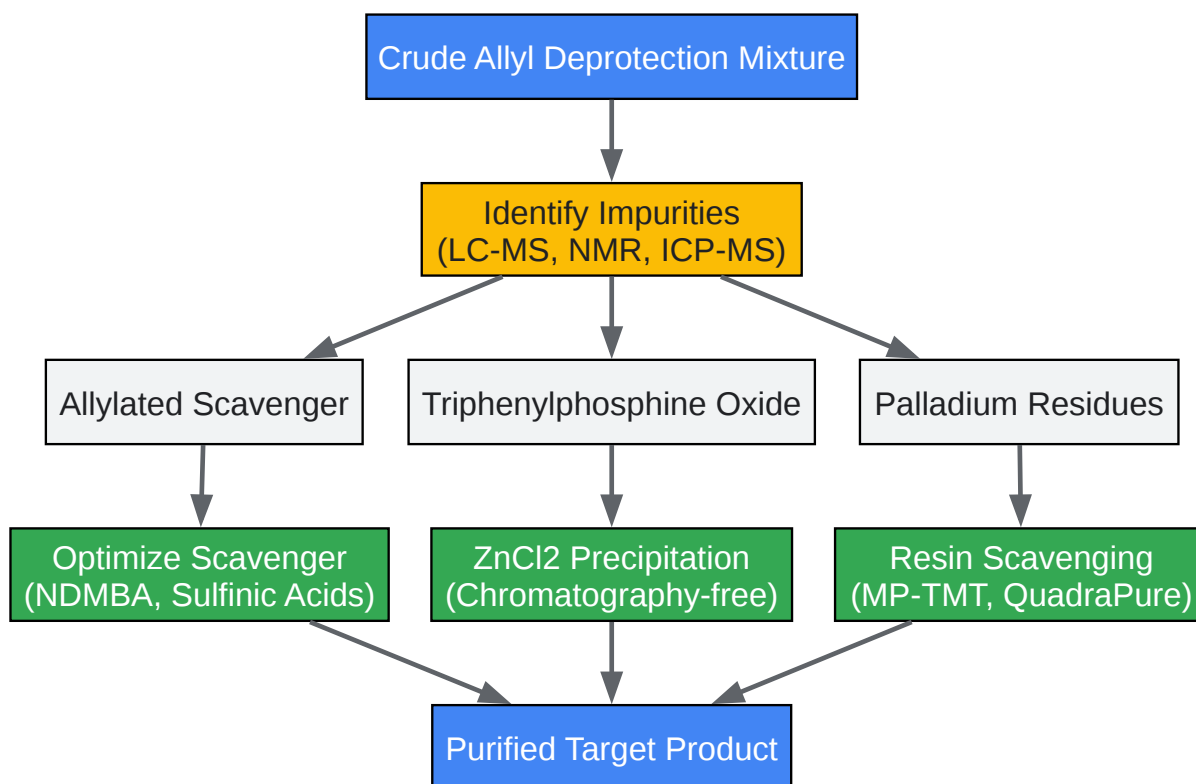 Crude Allyl Deprotection Mixture
Identify Impurities
(LC-MS, NMR, ICP-MS)
Allylated Scavenger
Triphenylphosphine Oxide
Palladium Residues
Optimize Scavenger
(NDMBA, Sulfinic Acids)
ZnCl2 Precipitation
(Chromatography-free)
Resin Scavenging
(MP-TMT, QuadraPure)
Purified Target Product